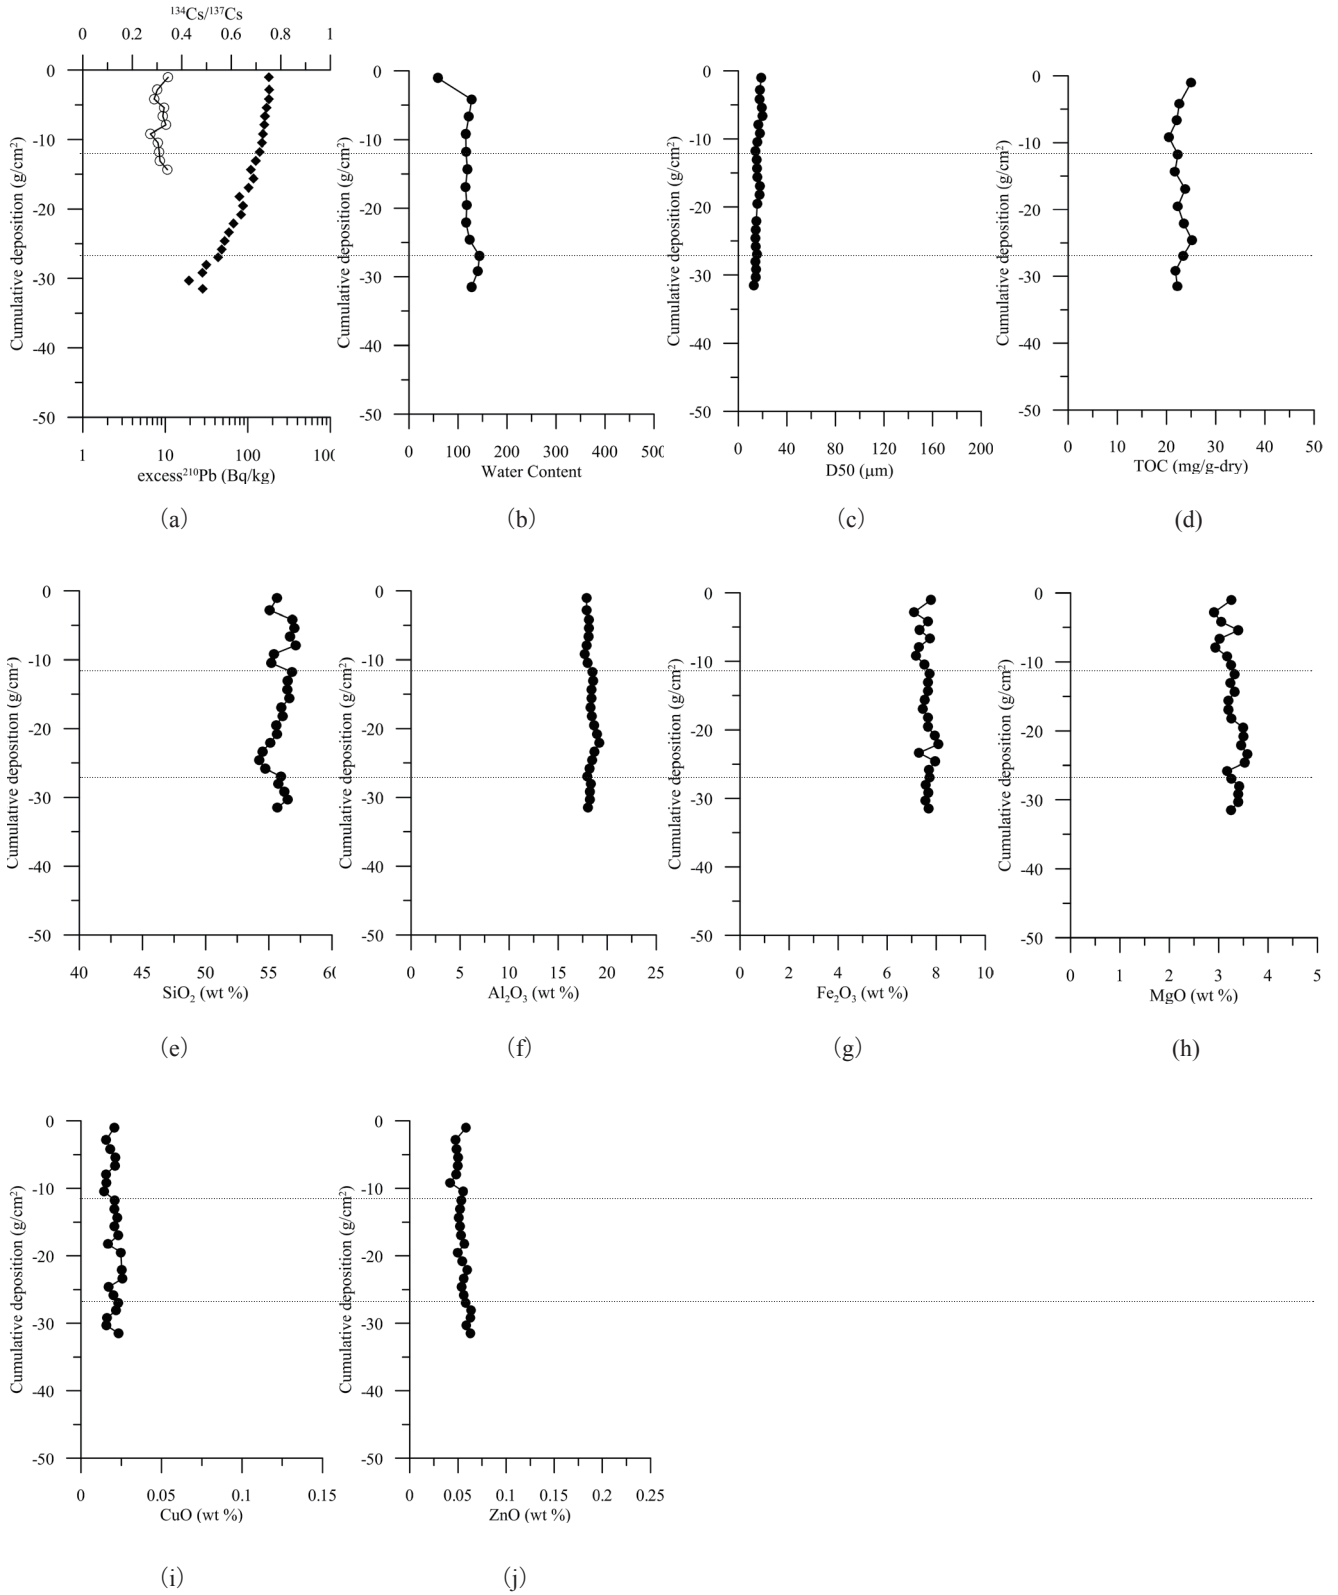 ¹³⁴Cs/¹³⁷Cs
0 0.2 0.4 0.6 0.8 1
Cumulative deposition (g/cm²)
0
-10
-20
-30
-40
-50
1 10 100
excess²¹⁰Pb (Bq/kg)
(a)
Cumulative deposition (g/cm²)
0
-10
-20
-30
-40
-50
0 100 200 300 400 500
Water Content
(b)
Cumulative deposition (g/cm²)
0
-10
-20
-30
-40
-50
0 40 80 120 160 200
D50 (μm)
(c)
Cumulative deposition (g/cm²)
0
-10
-20
-30
-40
-50
0 10 20 30 40 50
TOC (mg/g-dry)
(d)
Cumulative deposition (g/cm²)
0
-10
-20
-30
-40
-50
40 45 50 55 60
SiO₂ (wt %)
(e)
Cumulative deposition (g/cm²)
0
-10
-20
-30
-40
-50
0 5 10 15 20 25
Al₂O₃ (wt %)
(f)
Cumulative deposition (g/cm²)
0
-10
-20
-30
-40
-50
0 2 4 6 8 10
Fe₂O₃ (wt %)
(g)
Cumulative deposition (g/cm²)
0
-10
-20
-30
-40
-50
0 1 2 3 4 5
MgO (wt %)
(h)
Cumulative deposition (g/cm²)
0
-10
-20
-30
-40
-50
0 0.05 0.1 0.15
CuO (wt %)
(i)
Cumulative deposition (g/cm²)
0
-10
-20
-30
-40
-50
0 0.05 0.1 0.15 0.2 0.25
ZnO (wt %)
(j)